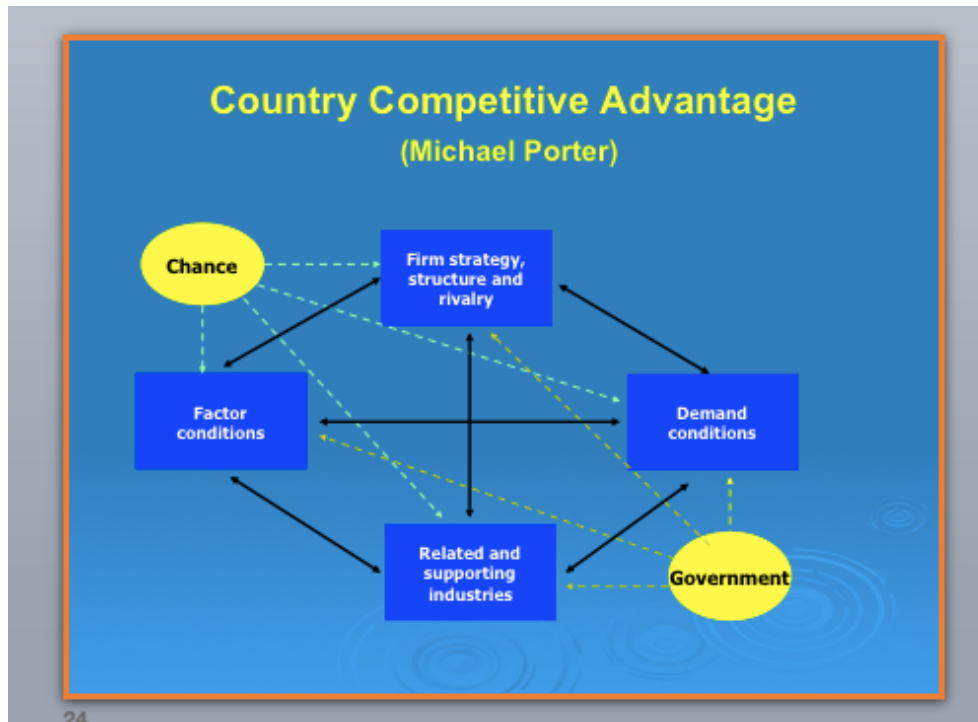 Country Competitive Advantage
(Michael Porter)
Chance
Firm strategy,
structure and
rivalry
Factor
conditions
Demand
conditions
Related and
supporting
industries
Government
24